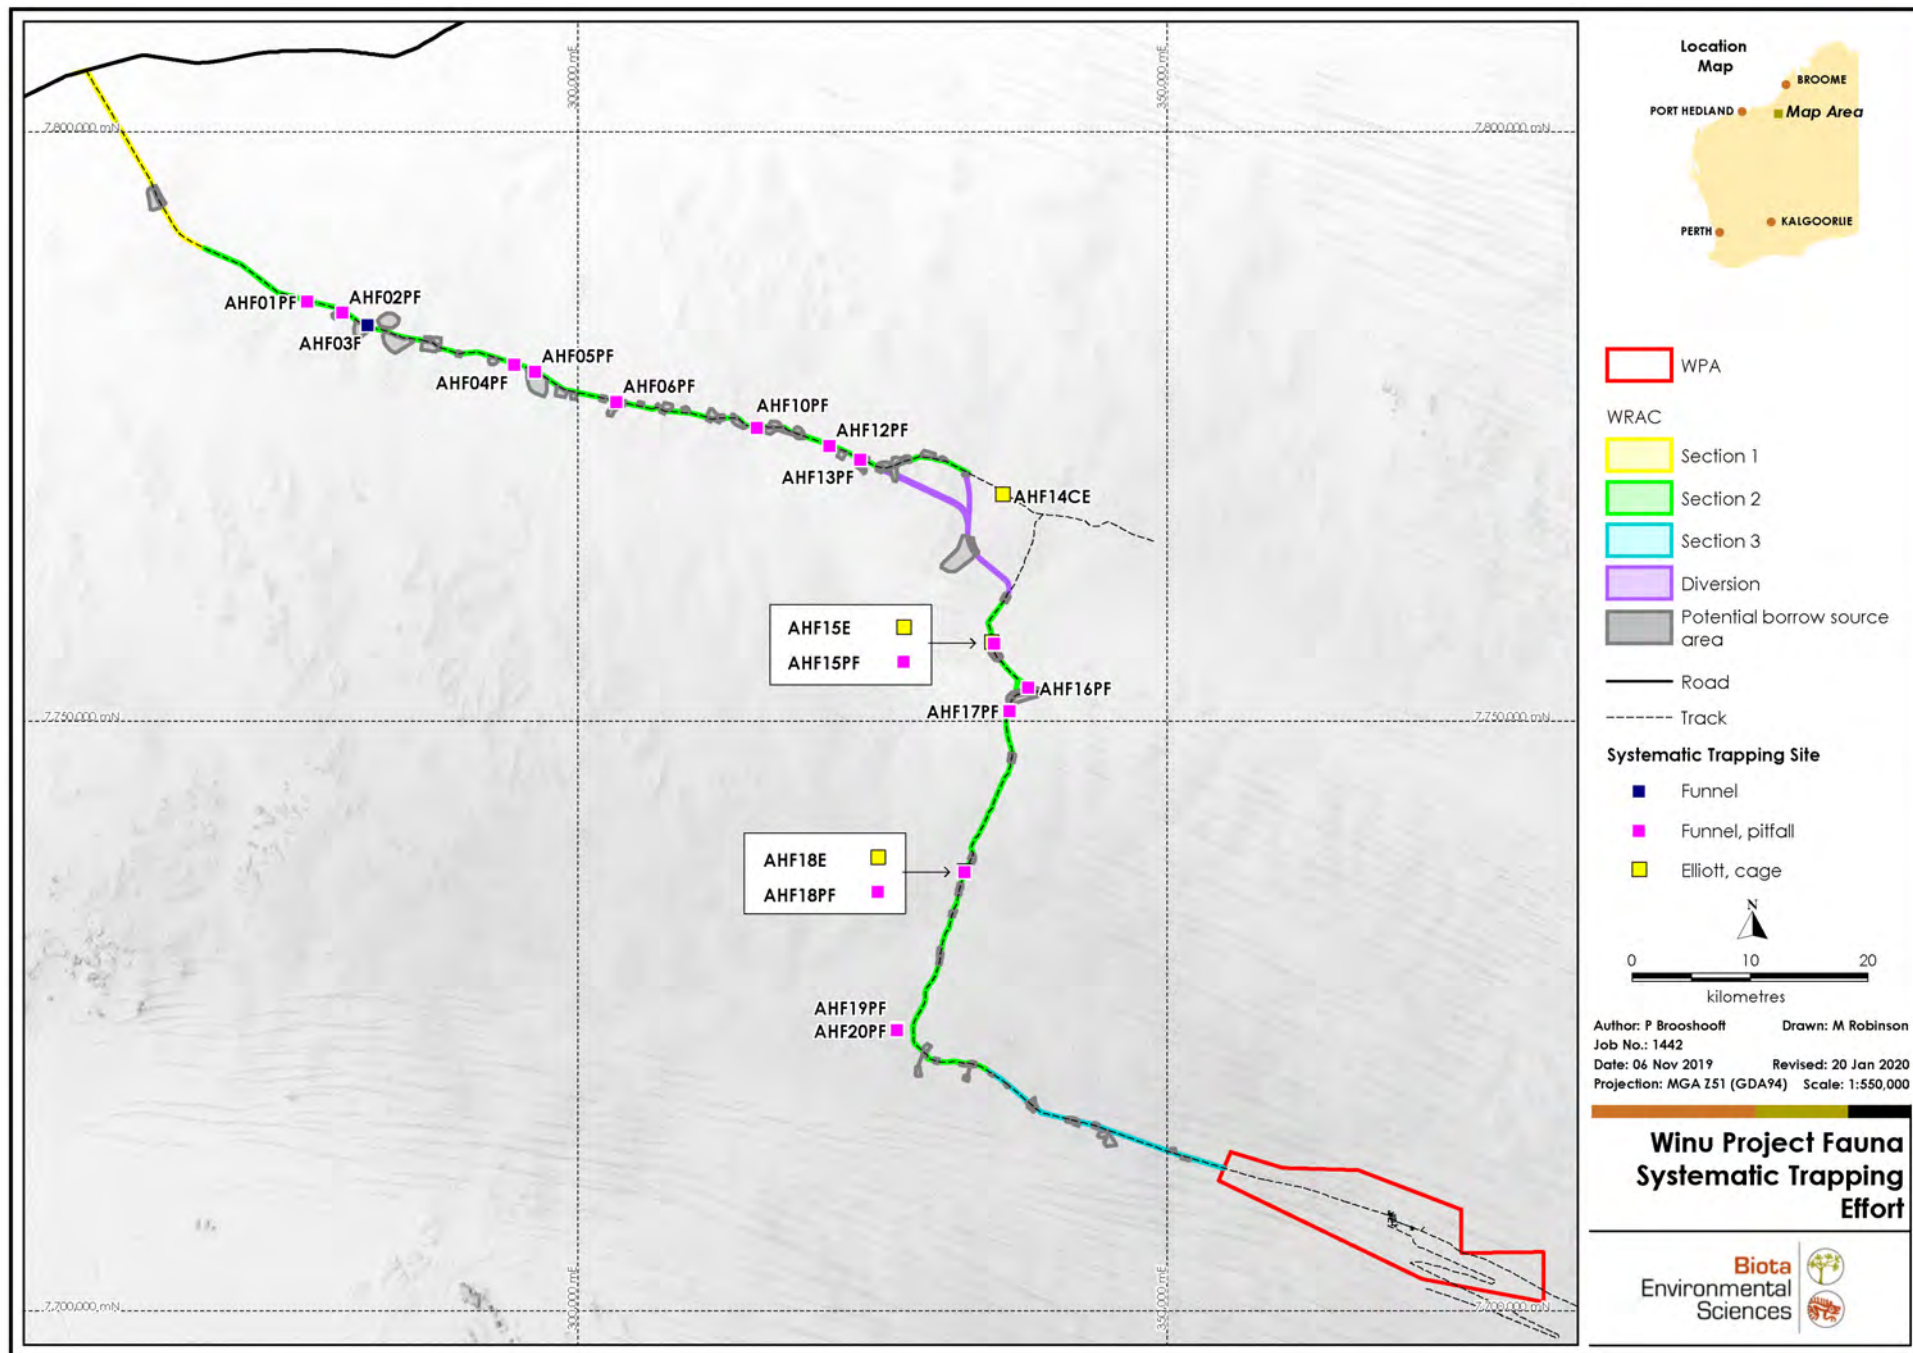 300,000 mE
350,000 mE
7,800,000 mN
7,800,000 mN
AHF01PF
AHF02PF
AHF03F
AHF04PF
AHF05PF
AHF06PF
AHF10PF
AHF12PF
AHF13PF
AHF14CE
AHF15E
AHF15PF
AHF16PF
AHF17PF
7,750,000 mN
7,750,000 mN
AHF18E
AHF18PF
AHF19PF
AHF20PF
7,700,000 mN
7,700,000 mN
300,000 mE
350,000 mE
Location
Map
BROOME
PORT HEDLAND
Map Area
KALGOORLIE
PERTH
WPA
WRAC
Section 1
Section 2
Section 3
Diversion
Potential borrow source
area
Road
Track
Systematic Trapping Site
Funnel
Funnel, pitfall
Elliott, cage
N
0 10 20
kilometres
Author: P Brooshooft Drawn: M Robinson
Job No.: 1442
Date: 06 Nov 2019 Revised: 20 Jan 2020
Projection: MGA Z51 (GDA94) Scale: 1:550,000
Winu Project Fauna
Systematic Trapping
Effort
Biota
Environmental
Sciences